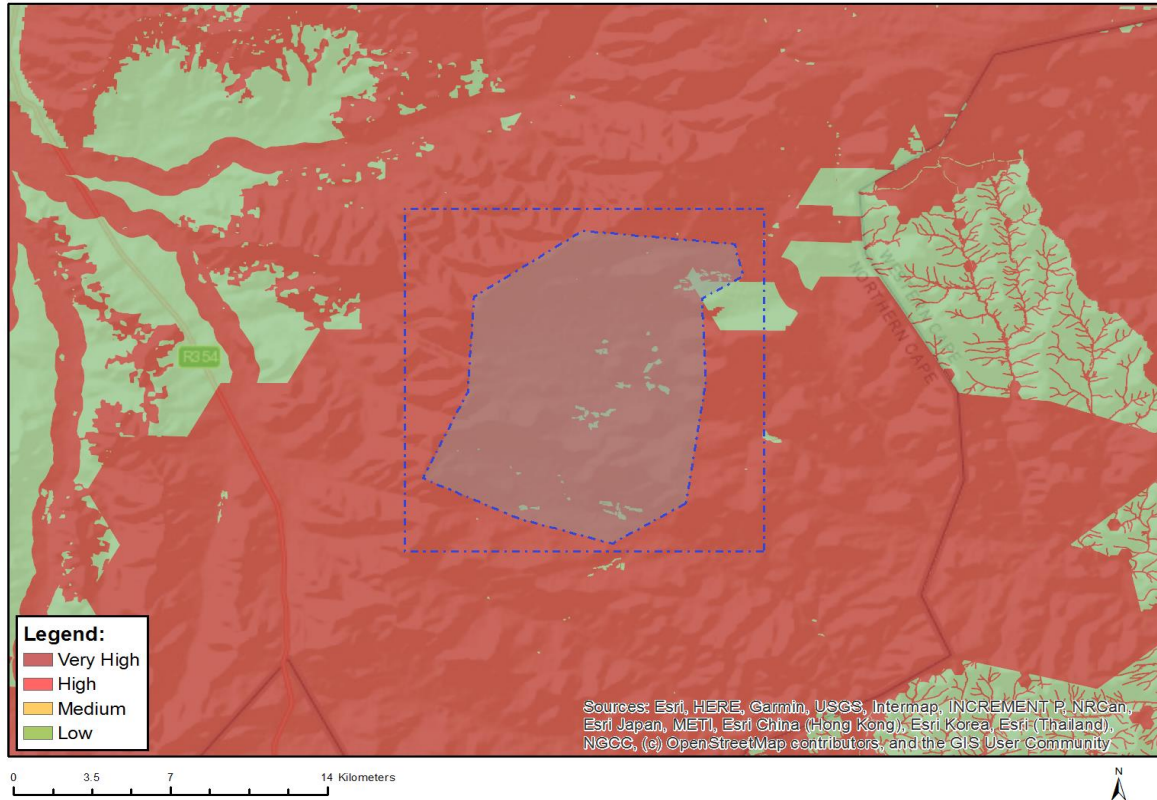 R354
WESTERN CAPE
NORTHERN CAPE
Legend:
Very High
High
Medium
Low
Sources: Esri, HERE, Garmin, USGS, Intermap, INCREMENT P, NRCan,
Esri Japan, METI, Esri China (Hong Kong), Esri Korea, Esri (Thailand),
NGCC, (c) OpenStreetMap contributors, and the GIS User Community
0 3.5 7 14 Kilometers
N